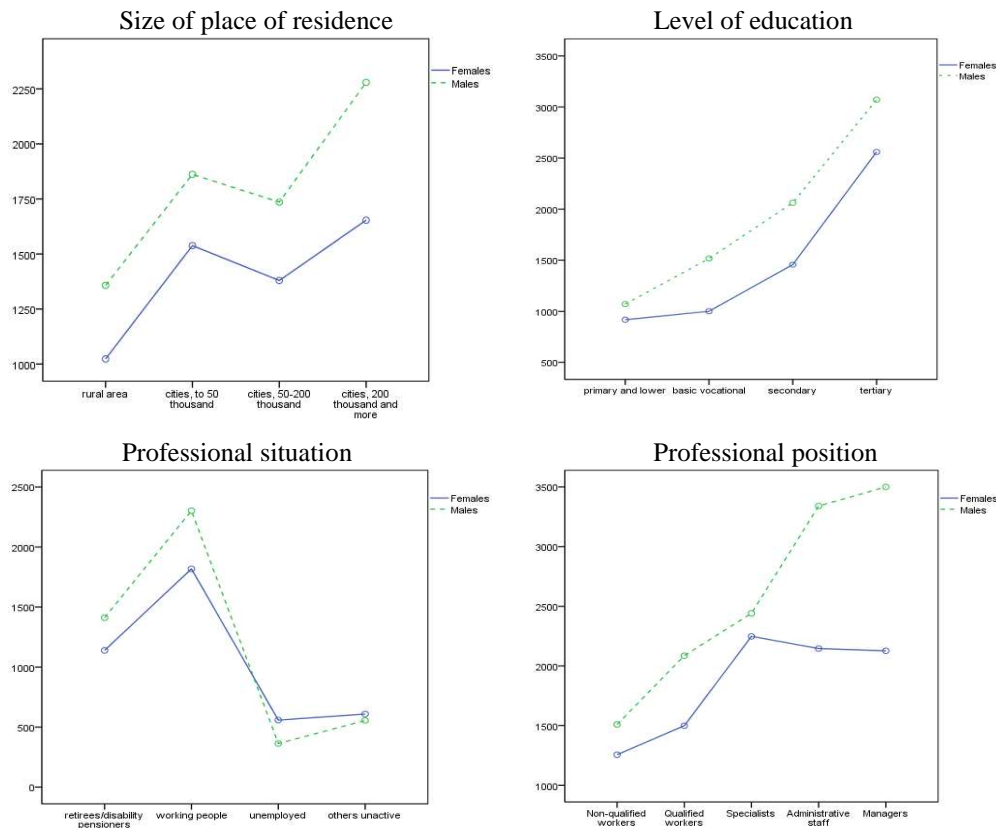 Size of place of residence
2250
2000
1750
1500
1250
1000
Females
Males
rural area
cities, to 50
thousand
cities, 50-200
thousand
cities, 200
thousand and
more
Level of education
3500
3000
2500
2000
1500
1000
500
Females
Males
primary and lower
basic vocational
secondary
tertiary
Professional situation
2500
2000
1500
1000
500
0
Females
Males
retirees/disability
pensioners
working people
unemployed
others unactive
Professional position
3500
3000
2500
2000
1500
1000
Females
Males
Non-qualified
workers
Qualified
workers
Specialists
Administrative
staff
Managers